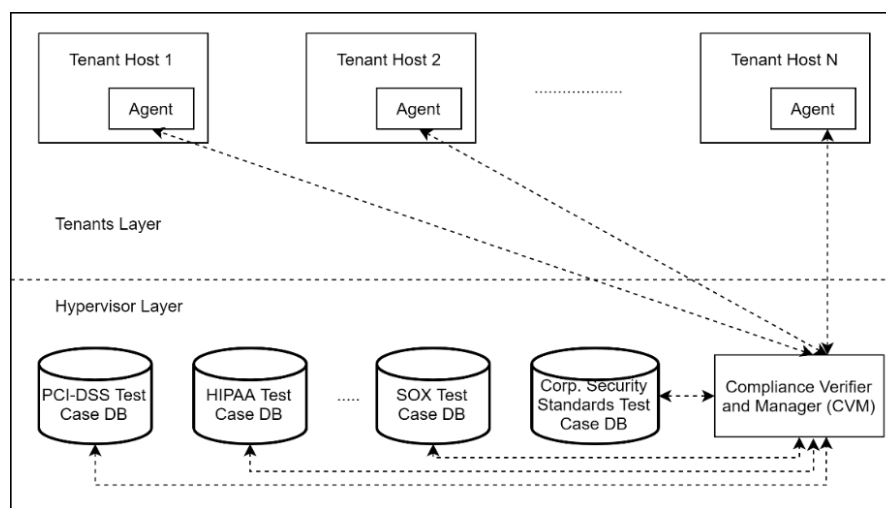 Tenant Host 1
Agent
Tenant Host 2
Agent
......................
Tenant Host N
Agent
Tenants Layer
Hypervisor Layer
PCI-DSS Test
Case DB
HIPAA Test
Case DB
.....
SOX Test
Case DB
Corp. Security
Standards Test
Case DB
Compliance Verifier
and Manager (CVM)